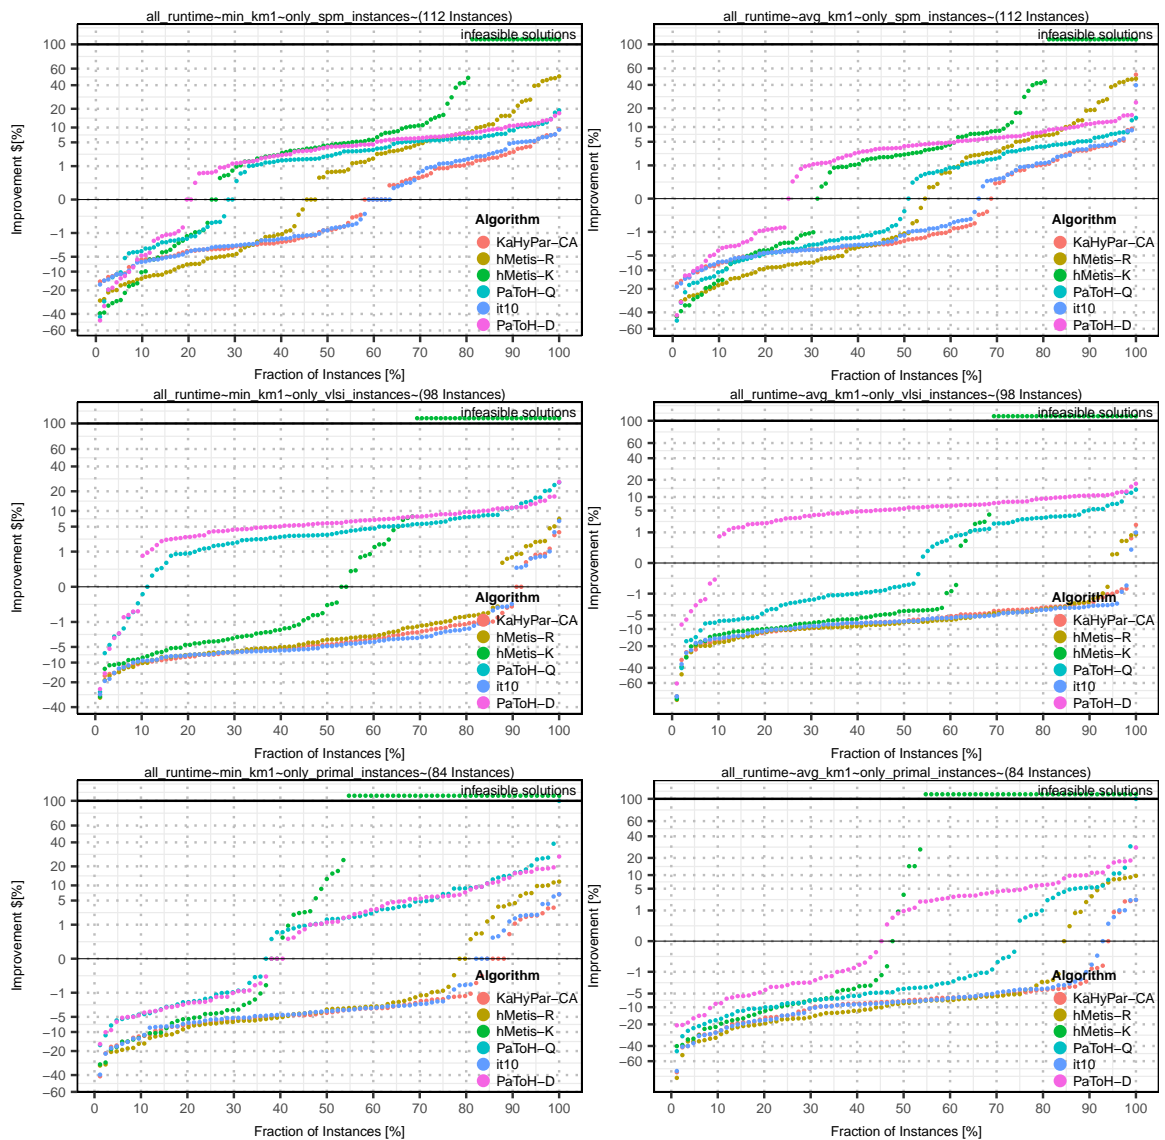 all_runtime~min_km1~only_spm_instances~(112 Instances)
infeasible solutions
100
60
40
20
10
5
1
0
−1
−5
−10
−20
−40
−60
Improvement $[%]
Algorithm
KaHyPar−CA
hMetis−R
hMetis−K
PaToH−Q
it10
PaToH−D
0 10 20 30 40 50 60 70 80 90 100
Fraction of Instances [%]
all_runtime~avg_km1~only_spm_instances~(112 Instances)
infeasible solutions
100
60
40
20
10
5
1
0
−1
−5
−10
−20
−40
−60
Improvement [%]
Algorithm
KaHyPar−CA
hMetis−R
hMetis−K
PaToH−Q
it10
PaToH−D
0 10 20 30 40 50 60 70 80 90 100
Fraction of Instances [%]
all_runtime~min_km1~only_vlsi_instances~(98 Instances)
infeasible solutions
100
60
40
20
10
5
1
0
−1
−5
−10
−20
−40
Improvement $[%]
Algorithm
KaHyPar−CA
hMetis−R
hMetis−K
PaToH−Q
it10
PaToH−D
0 10 20 30 40 50 60 70 80 90 100
Fraction of Instances [%]
all_runtime~avg_km1~only_vlsi_instances~(98 Instances)
infeasible solutions
100
60
40
20
10
5
1
0
−1
−5
−10
−20
−40
−60
Improvement [%]
Algorithm
KaHyPar−CA
hMetis−R
hMetis−K
PaToH−Q
it10
PaToH−D
0 10 20 30 40 50 60 70 80 90 100
Fraction of Instances [%]
all_runtime~min_km1~only_primal_instances~(84 Instances)
infeasible solutions
100
60
40
20
10
5
1
0
−1
−5
−10
−20
−40
−60
Improvement $[%]
Algorithm
KaHyPar−CA
hMetis−R
hMetis−K
PaToH−Q
it10
PaToH−D
0 10 20 30 40 50 60 70 80 90 100
Fraction of Instances [%]
all_runtime~avg_km1~only_primal_instances~(84 Instances)
infeasible solutions
100
60
40
20
10
5
1
0
−1
−5
−10
−20
−40
−60
Improvement [%]
Algorithm
KaHyPar−CA
hMetis−R
hMetis−K
PaToH−Q
it10
PaToH−D
0 10 20 30 40 50 60 70 80 90 100
Fraction of Instances [%]